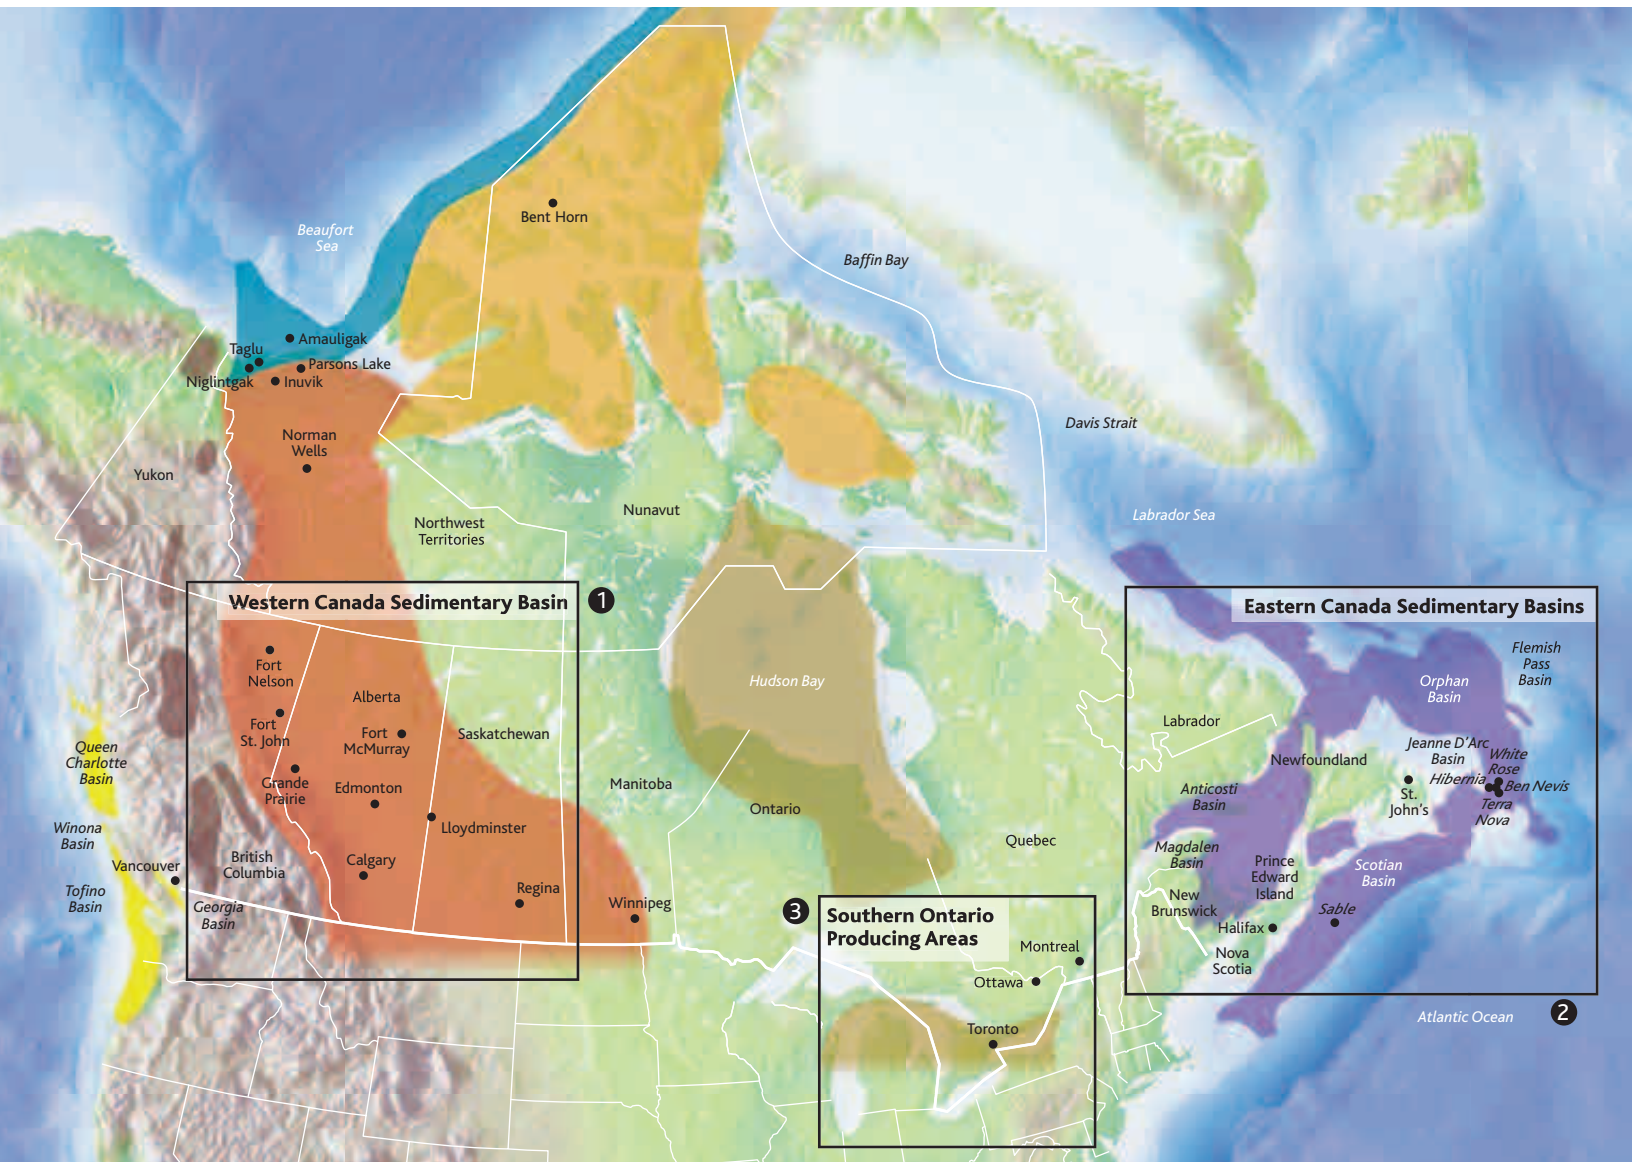 Bent Horn
Beaufort
Sea
Baffin Bay
Amauligak
Taglu
Parsons Lake
Niglintgak
Inuvik
Davis Strait
Norman
Wells
Yukon
Nunavut
Labrador Sea
Northwest
Territories
Western Canada Sedimentary Basin
1
Eastern Canada Sedimentary Basins
Flemish
Pass
Basin
Fort
Nelson
Hudson Bay
Orphan
Basin
Alberta
Labrador
Fort
St. John
Fort
McMurray
Saskatchewan
Queen
Charlotte
Basin
Jeanne D'Arc
Basin
White
Rose
Newfoundland
Grande
Prairie
Edmonton
Manitoba
Hibernia
Ben Nevis
Anticosti
Basin
St.
John's
Terra
Nova
Ontario
Winona
Basin
Lloydminster
Quebec
Vancouver
British
Columbia
Calgary
Magdalen
Basin
Prince
Edward
Island
Scotian
Basin
Tofino
Basin
Regina
Georgia
Basin
Winnipeg
New
Brunswick
Sable
3
Southern Ontario
Producing Areas
Halifax
Montreal
Nova
Scotia
Ottawa
Atlantic Ocean
2
Toronto